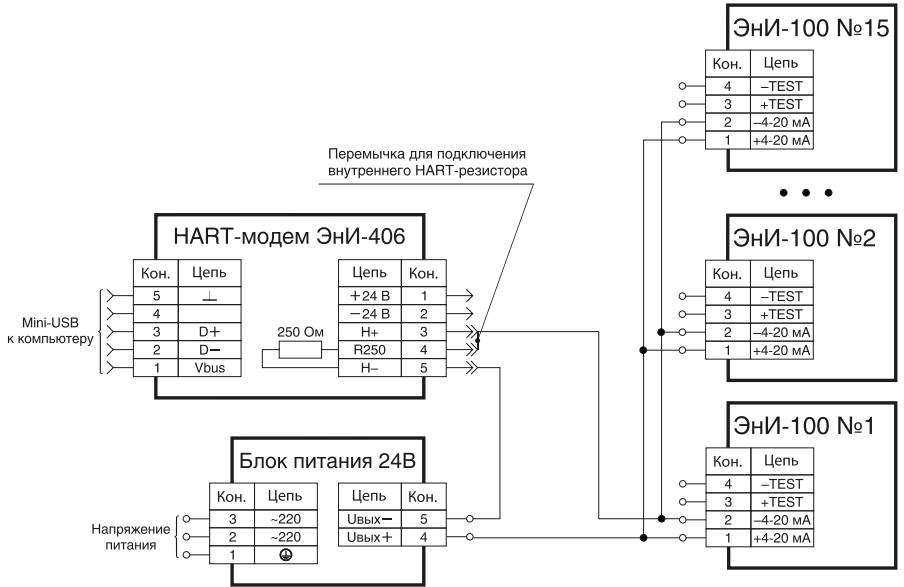 ЭнИ-100 №15
Кон. Цепь
4 –TEST
3 +TEST
2 –4-20 мА
1 +4-20 мА
Перемычка для подключения
внутреннего HART-резистора
HART-модем ЭнИ-406
Кон. Цепь Цепь Кон.
5 ⊥ +24 В 1
4 −24 В 2
3 D+ H+ 3
2 D− 250 Ом R250 4
1 Vbus H− 5
Mini-USB
к компьютеру
ЭнИ-100 №2
Кон. Цепь
4 –TEST
3 +TEST
2 –4-20 мА
1 +4-20 мА
Блок питания 24В
Кон. Цепь Цепь Кон.
3 ~220 Uвых− 5
2 ~220 Uвых+ 4
1
Напряжение
питания
ЭнИ-100 №1
Кон. Цепь
4 –TEST
3 +TEST
2 –4-20 мА
1 +4-20 мА